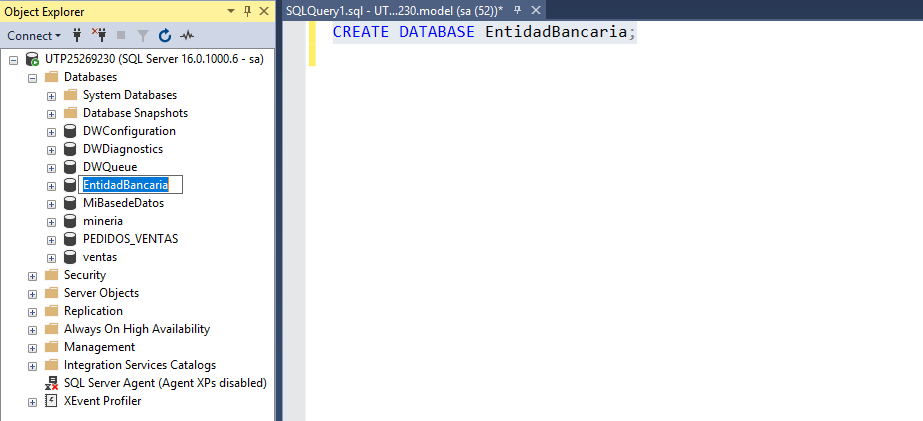 Object Explorer
Connect
UTP25269230 (SQL Server 16.0.1000.6 - sa)
Databases
System Databases
Database Snapshots
DWConfiguration
DWDiagnostics
DWQueue
EntidadBancaria
MiBasedeDatos
mineria
PEDIDOS_VENTAS
ventas
Security
Server Objects
Replication
Always On High Availability
Management
Integration Services Catalogs
SQL Server Agent (Agent XPs disabled)
XEvent Profiler
SQLQuery1.sql - UT...230.model (sa (52))*
CREATE DATABASE EntidadBancaria;